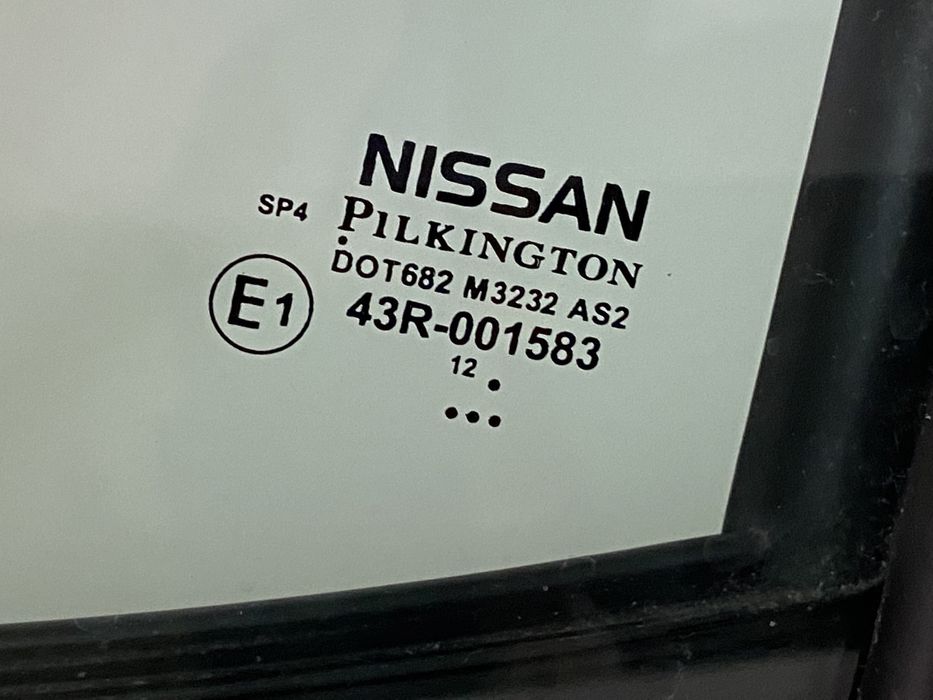 NISSAN
SP4 PILKINGTON
DOT682 M3232 AS2
E1 43R-001583
12